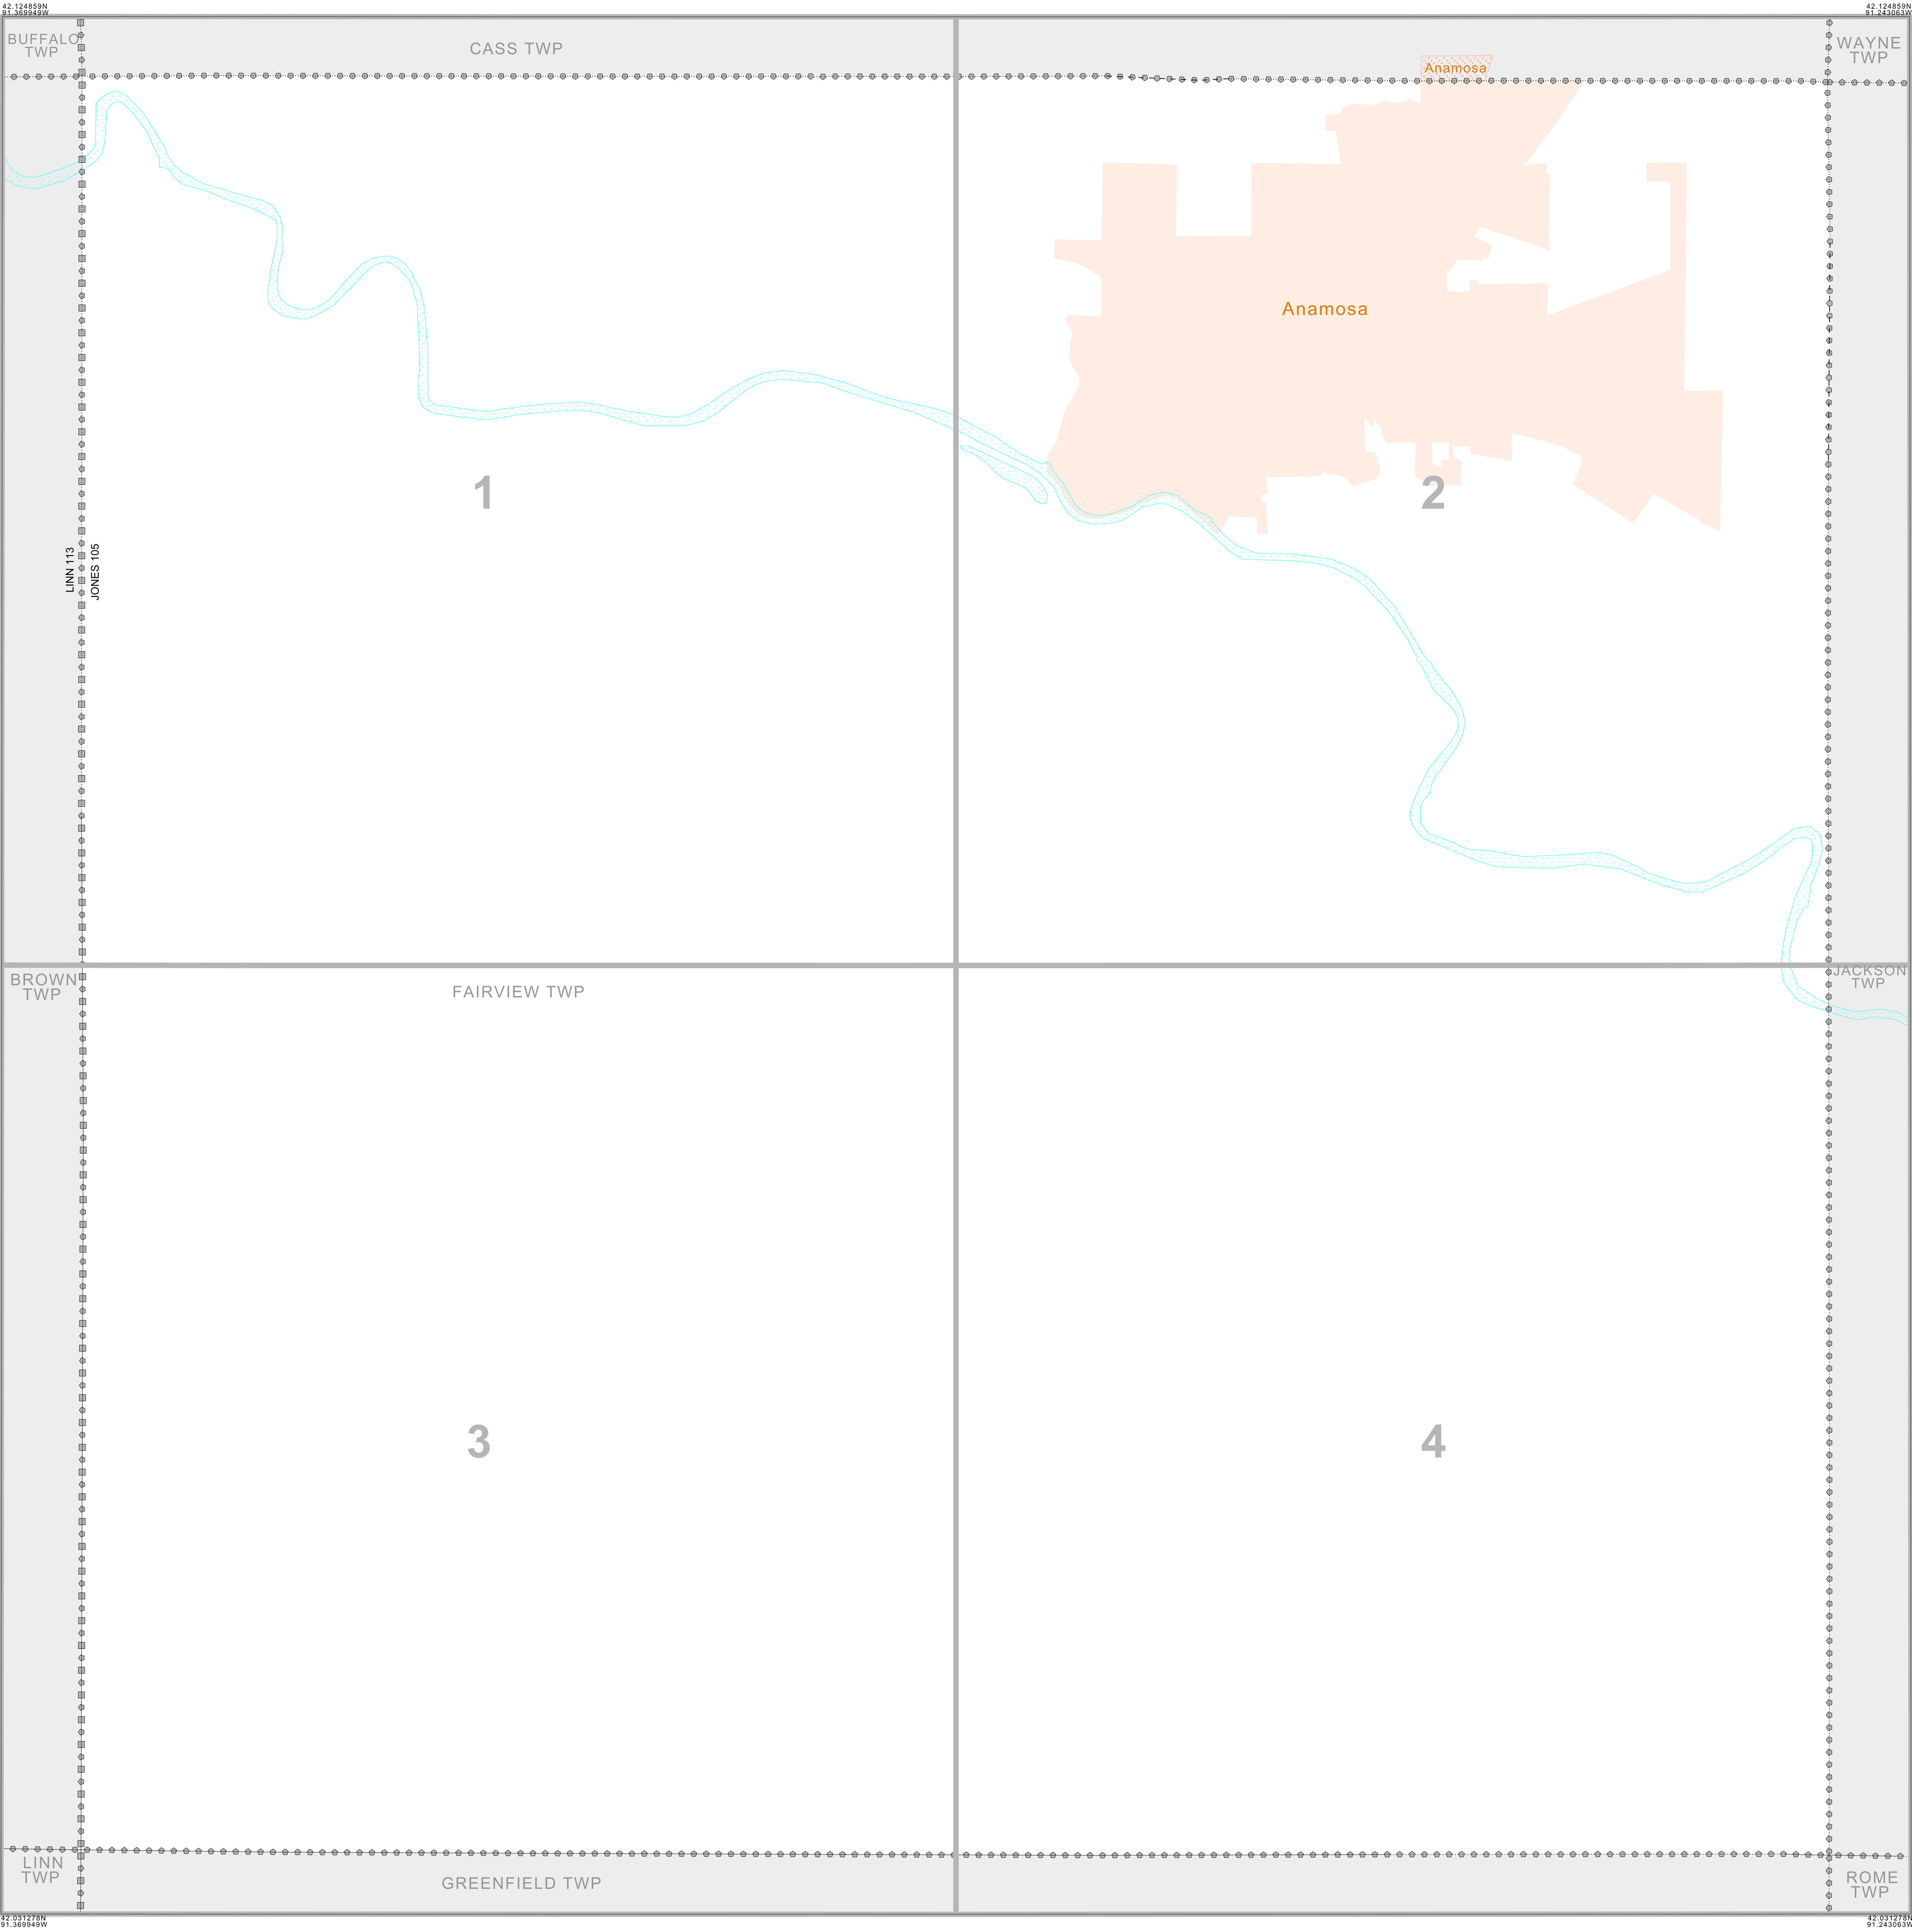 42.124859N
91.369949W
42.124859N
91.243063W
BUFFALO
TWP
CASS TWP
WAYNE
TWP
Anamosa
Anamosa
1
2
LINN 113
JONES 105
BROWN
TWP
FAIRVIEW TWP
JACKSON
TWP
3
4
LINN
TWP
GREENFIELD TWP
ROME
TWP
42.031278N
91.369949W
42.031278N
91.243063W